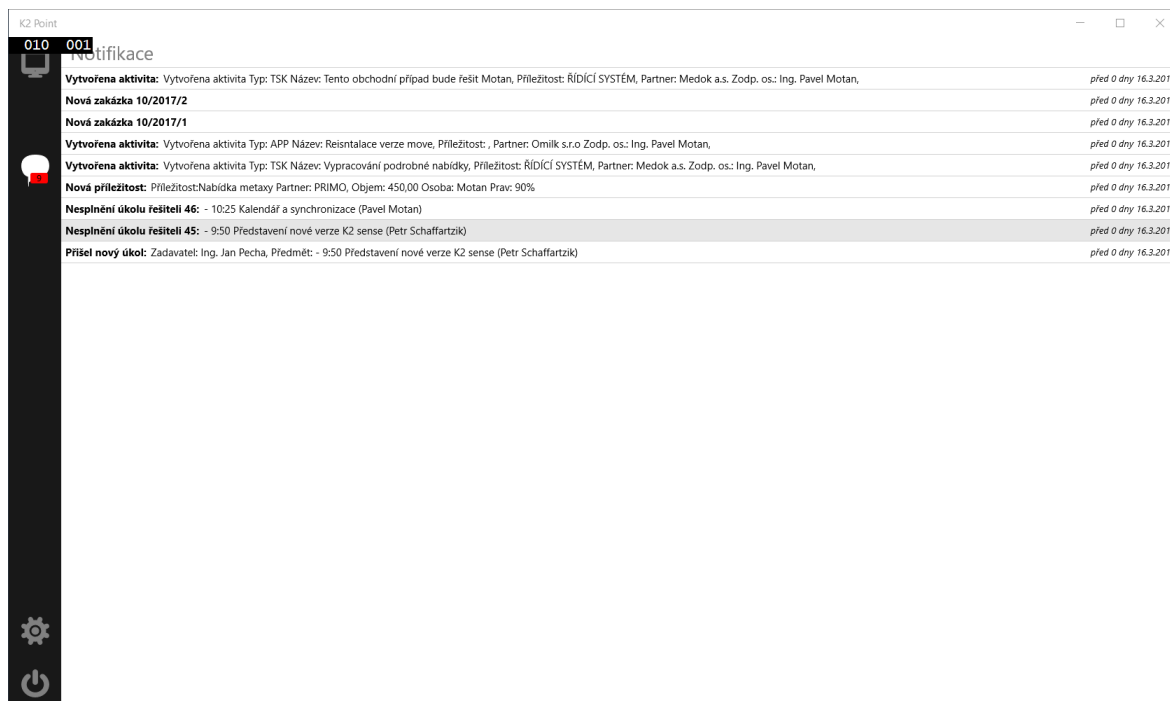 K2 Point
010 001
Notifikace
Vytvořena aktivita: Vytvořena aktivita Typ: TSK Název: Tento obchodní případ bude řešit Motan, Příležitost: ŘÍDÍCÍ SYSTÉM, Partner: Medok a.s. Zodp. os.: Ing. Pavel Motan, před 0 dny 16.3.201
Nová zakázka 10/2017/2 před 0 dny 16.3.201
Nová zakázka 10/2017/1 před 0 dny 16.3.201
Vytvořena aktivita: Vytvořena aktivita Typ: APP Název: Reisntalace verze move, Příležitost: , Partner: Omilk s.r.o Zodp. os.: Ing. Pavel Motan, před 0 dny 16.3.201
Vytvořena aktivita: Vytvořena aktivita Typ: TSK Název: Vypracování podrobné nabídky, Příležitost: ŘÍDÍCÍ SYSTÉM, Partner: Medok a.s. Zodp. os.: Ing. Pavel Motan, před 0 dny 16.3.201
9
Nová příležitost: Příležitost:Nabídka metaxy Partner: PRIMO, Objem: 450,00 Osoba: Motan Prav: 90% před 0 dny 16.3.201
Nesplnění úkolu řešiteli 46: - 10:25 Kalendář a synchronizace (Pavel Motan) před 0 dny 16.3.201
Nesplnění úkolu řešiteli 45: - 9:50 Představení nové verze K2 sense (Petr Schaffartzik) před 0 dny 16.3.201
Přišel nový úkol: Zadavatel: Ing. Jan Pecha, Předmět: - 9:50 Představení nové verze K2 sense (Petr Schaffartzik) před 0 dny 16.3.201